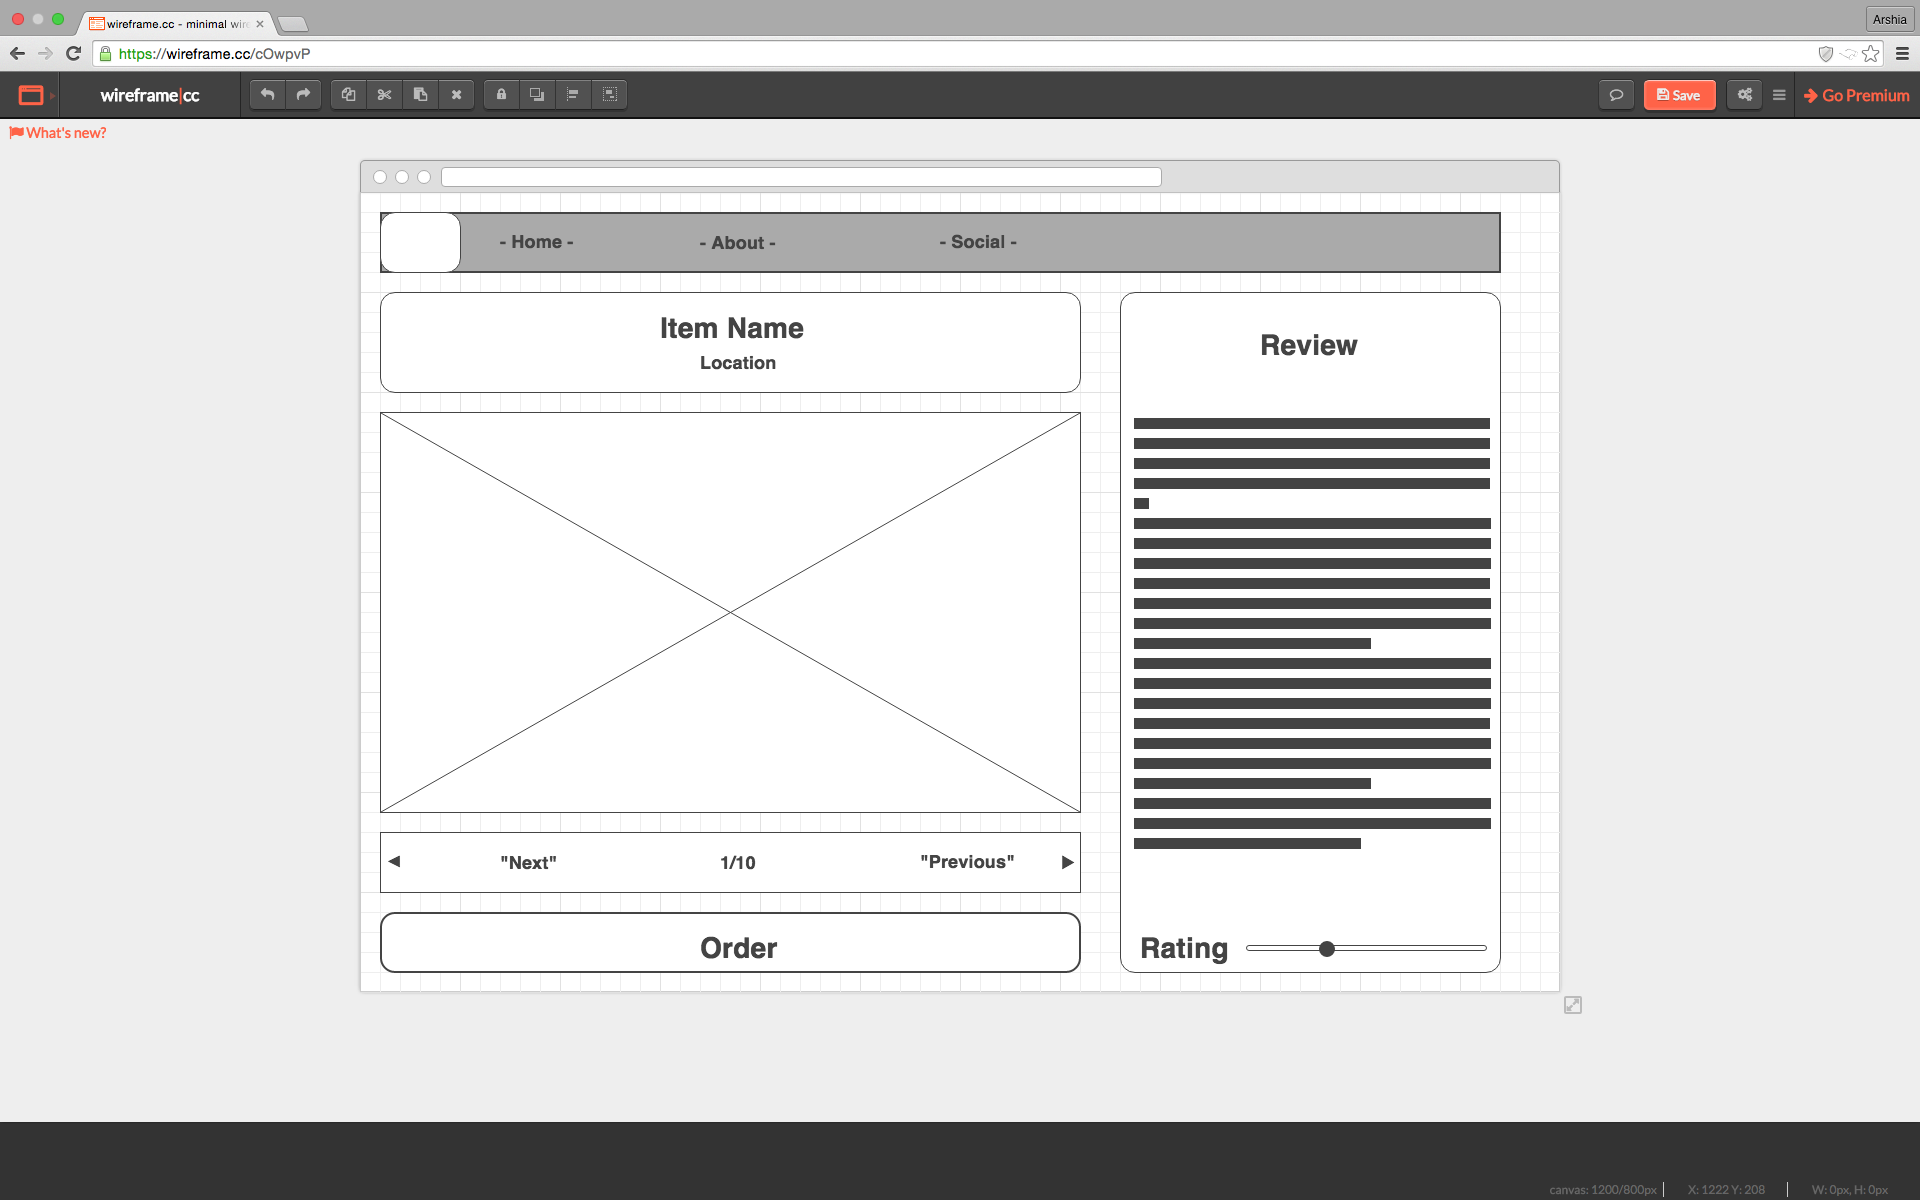 wireframe.cc - minimal wire
Arshia
https://wireframe.cc/cOwpvP
wireframe|cc
Save
Go Premium
What's new?
- Home -
- About -
- Social -
Item Name
Location
Review
"Next"
1/10
"Previous"
Order
Rating
canvas: 1200/800px
X: 1222 Y: 208
W: 0px, H: 0px